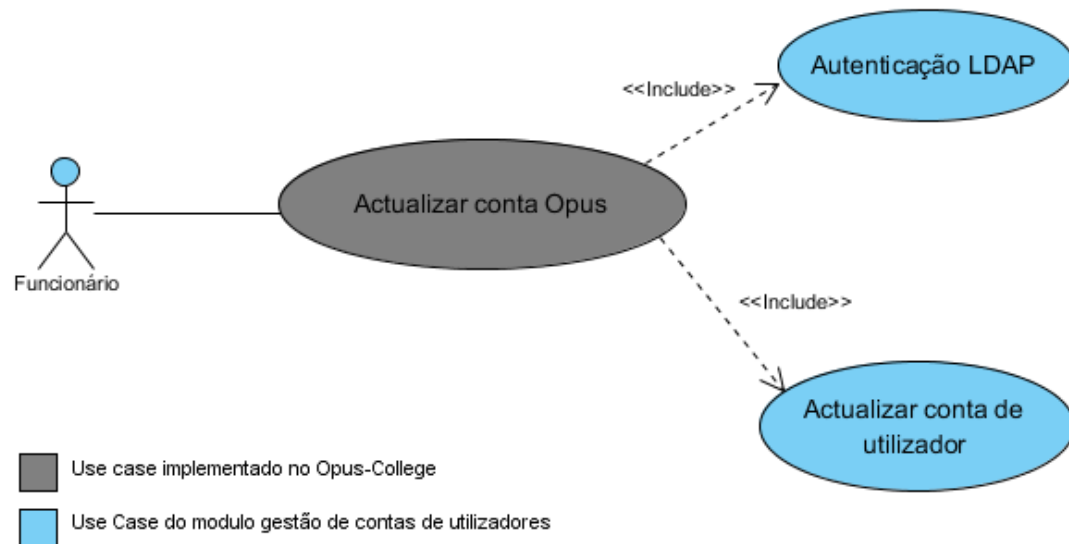 Autenticação LDAP
<<Include>>
Actualizar conta Opus
Funcionário
<<Include>>
Actualizar conta de
utilizador
Use case implementado no Opus-College
Use Case do modulo gestão de contas de utilizadores